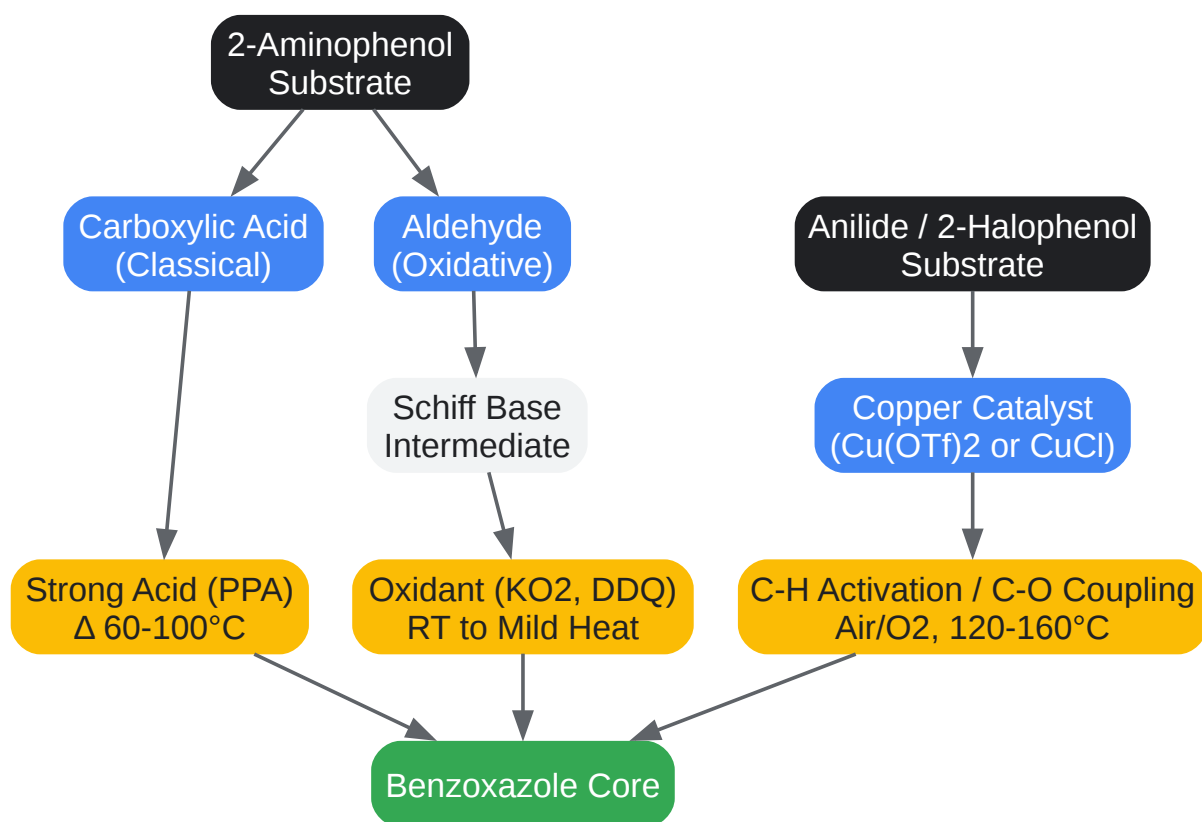 2-Aminophenol
Substrate
Carboxylic Acid
(Classical)
Aldehyde
(Oxidative)
Anilide / 2-Halophenol
Substrate
Schiff Base
Intermediate
Copper Catalyst
(Cu(OTf)2 or CuCl)
Strong Acid (PPA)
Δ 60-100°C
Oxidant (KO2, DDQ)
RT to Mild Heat
C-H Activation / C-O Coupling
Air/O2, 120-160°C
Benzoxazole Core